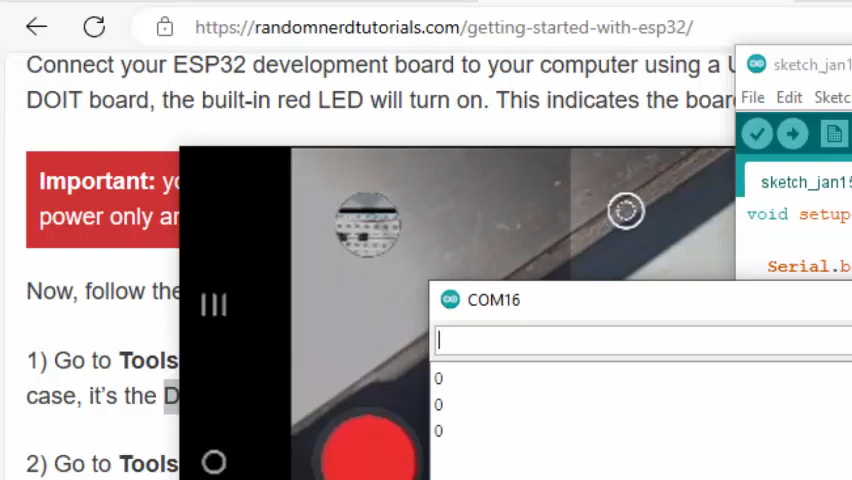 https://randomnerdtutorials.com/getting-started-with-esp32/
Connect your ESP32 development board to your computer using a
DOIT board, the built-in red LED will turn on. This indicates the
Important:
power only
Now, follow the
1) Go to Tools
case, it's the D
2) Go to Tools
sketch_jan1
File Edit Sketc
sketch_jan1
void setup
Serial.b
COM16
0
0
0